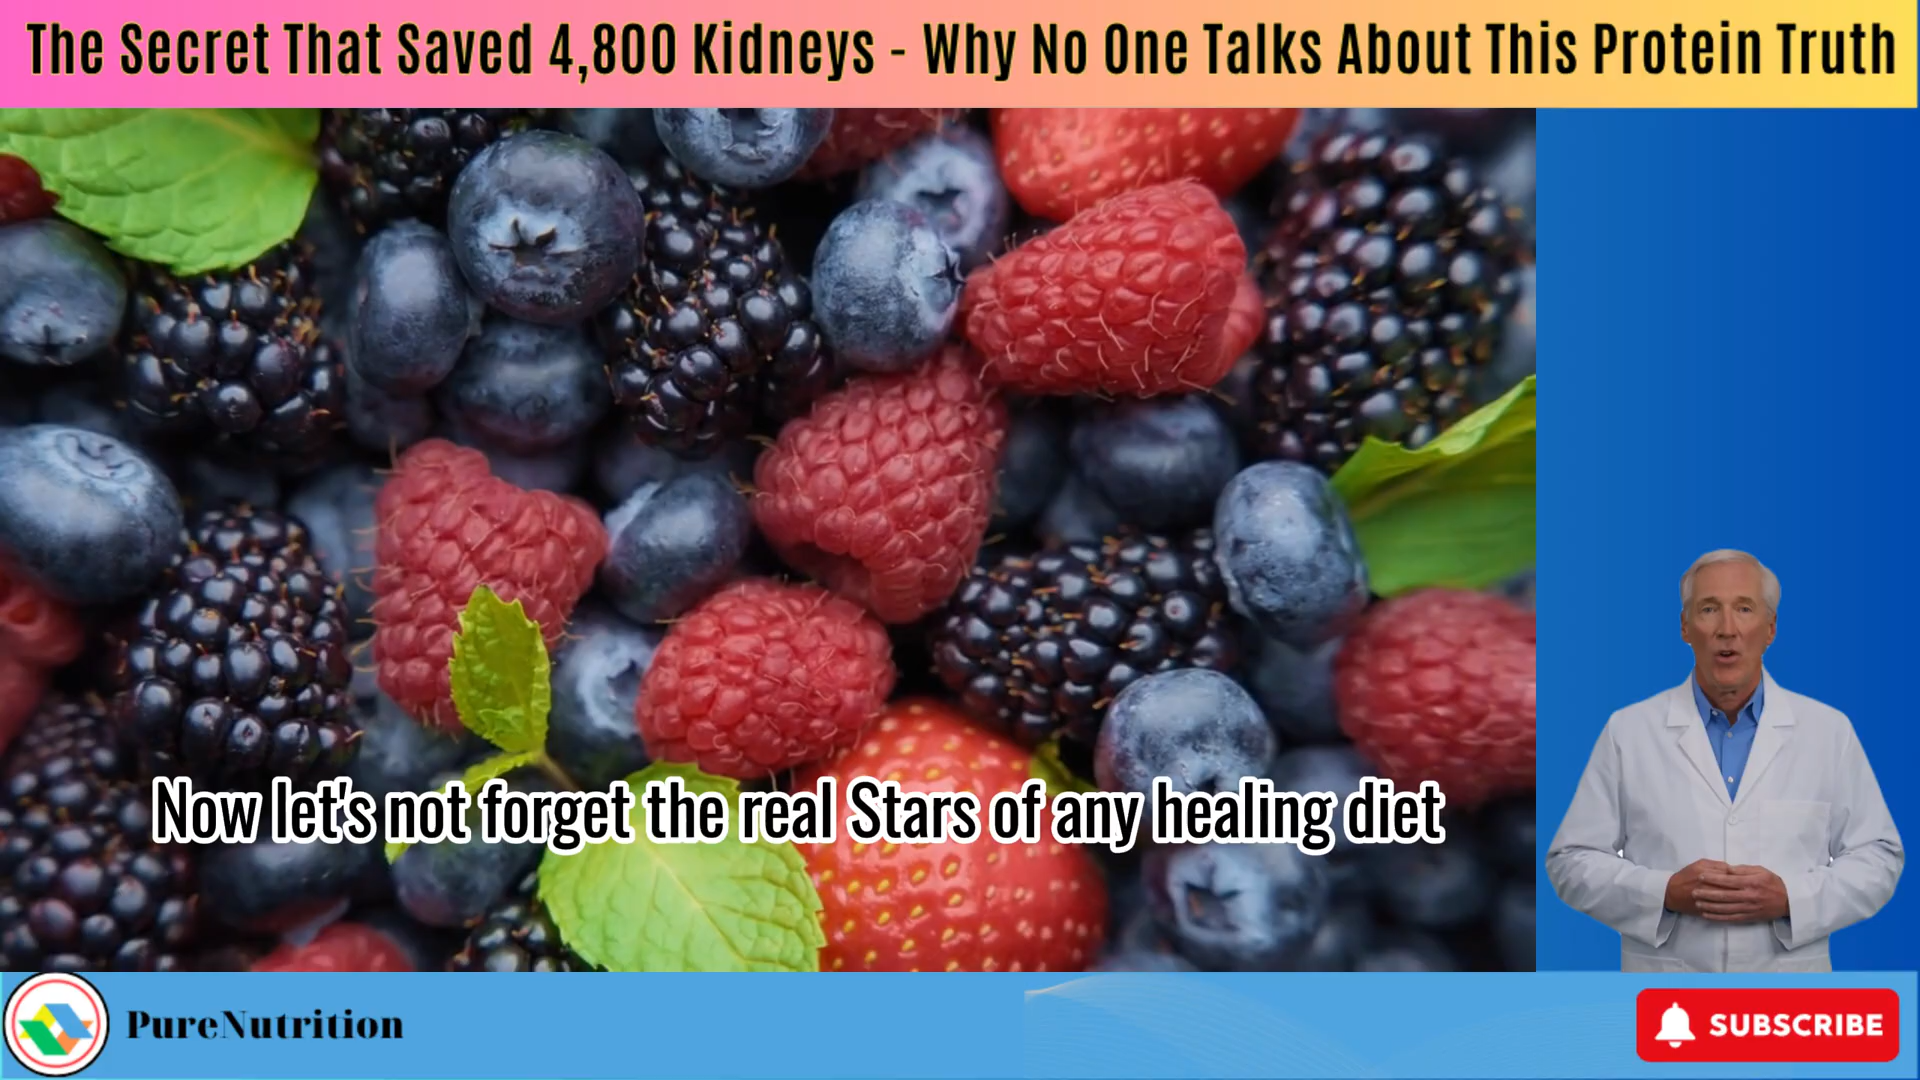 The Secret That Saved 4,800 Kidneys - Why No One Talks About This Protein Truth
Now let's not forget the real Stars of any healing diet
PureNutrition
SUBSCRIBE